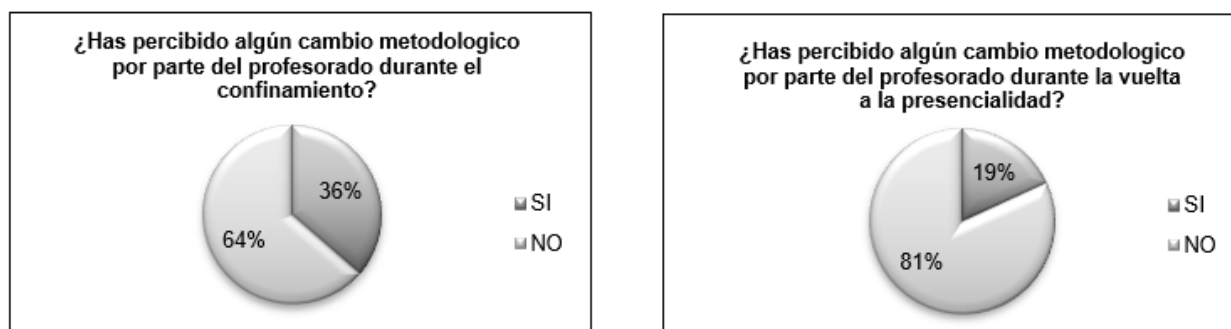 ¿Has percibido algún cambio metodologico
por parte del profesorado durante el
confinamiento?
36%
64%
SI
NO
¿Has percibido algún cambio metodologico
por parte del profesorado durante la vuelta
a la presencialidad?
19%
81%
SI
NO